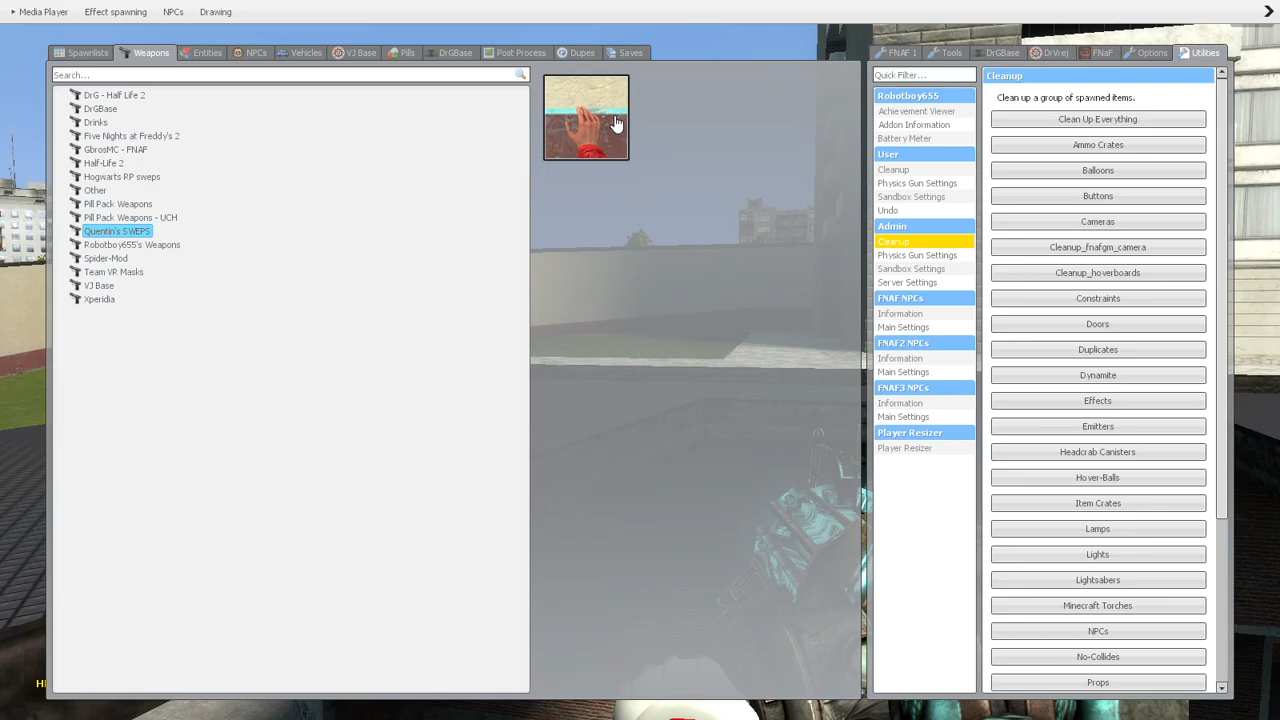 Media Player
Effect spawning
NPCs
Drawing
Spawnlists
Weapons
Entities
NPCs
Vehicles
VJ Base
Pills
DrGBase
Post Process
Dupes
Saves
FNAF 1
Tools
DrGBase
DrVrej
FNaF
Options
Utilities
Search...
DrG - Half Life 2
DrGBase
Drinks
Five Nights at Freddy's 2
GbrosMC - FNAF
Half-Life 2
Hogwarts RP sweps
Other
Pill Pack Weapons
Pill Pack Weapons - UCH
Quentin's SWEPS
Robotboy655's Weapons
Spider-Mod
Team VR Masks
VJ Base
Xperidia
Quick Filter...
Robotboy655
Achievement Viewer
Addon Information
Battery Meter
User
Cleanup
Physics Gun Settings
Sandbox Settings
Undo
Admin
Cleanup
Physics Gun Settings
Sandbox Settings
Server Settings
FNAF NPCs
Information
Main Settings
FNAF2 NPCs
Information
Main Settings
FNAF3 NPCs
Information
Main Settings
Player Resizer
Player Resizer
Cleanup
Clean up a group of spawned items.
Clean Up Everything
Ammo Crates
Balloons
Buttons
Cameras
Cleanup_fnafgm_camera
Cleanup_hoverboards
Constraints
Doors
Duplicates
Dynamite
Effects
Emitters
Headcrab Canisters
Hover-Balls
Item Crates
Lamps
Lights
Lightsabers
Minecraft Torches
NPCs
No-Collides
Props